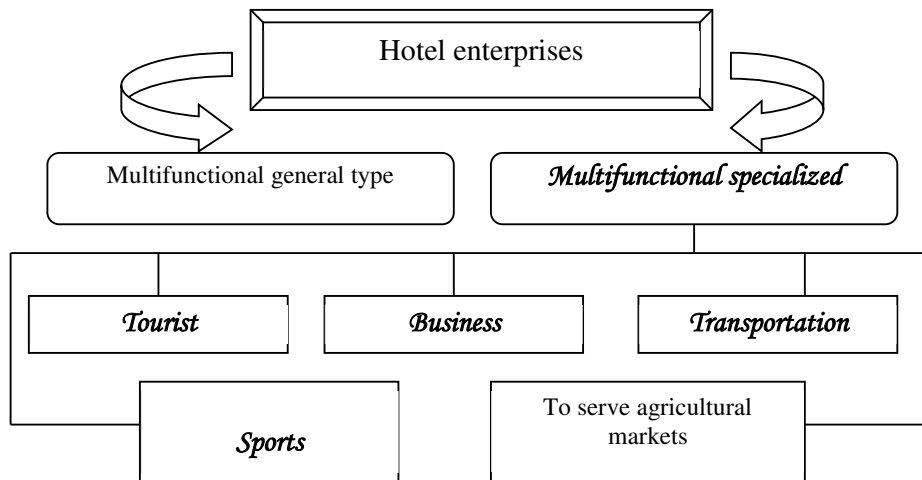 Hotel enterprises
Multifunctional general type
Multifunctional specialized
Tourist
Business
Transportation
Sports
To serve agricultural
markets